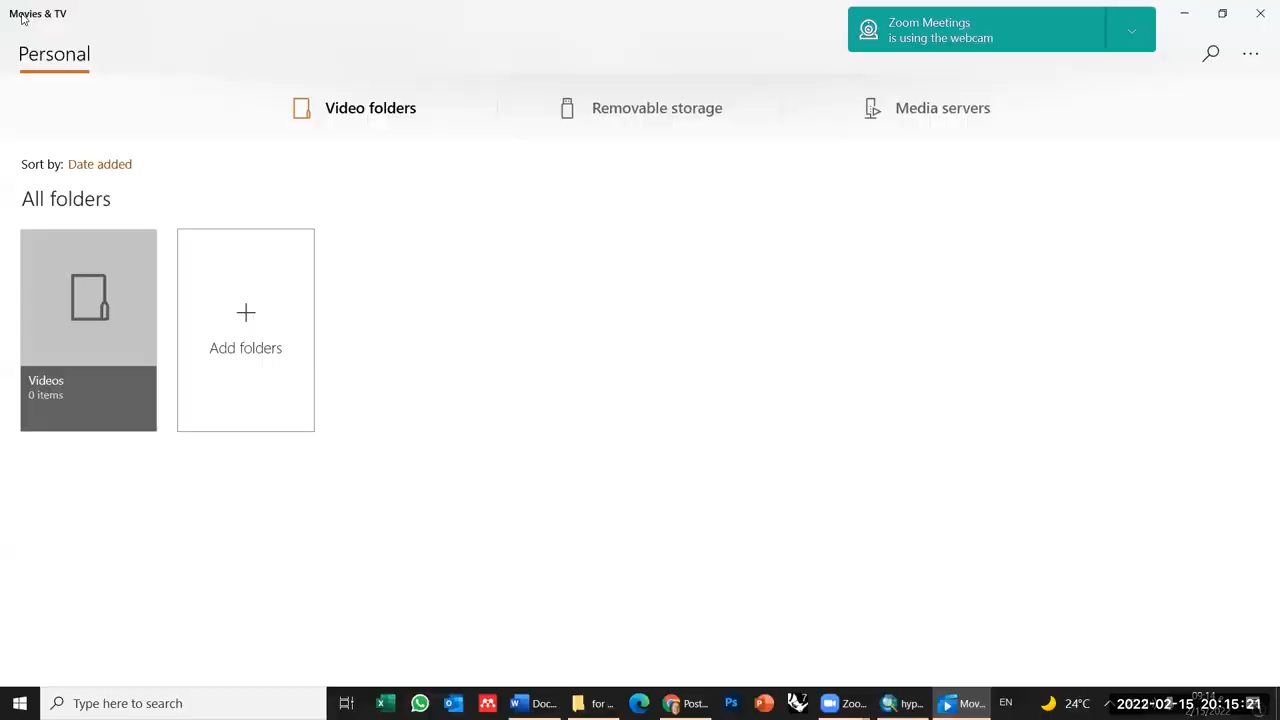 Movies & TV
Zoom Meetings
is using the webcam
Personal
Video folders
Removable storage
Media servers
Sort by: Date added
All folders
Videos
0 items
Add folders
Type here to search
Doc...
for ...
Post...
Zoo...
hyp...
Mov...
EN
24°C
2022-02-15 20:15:21